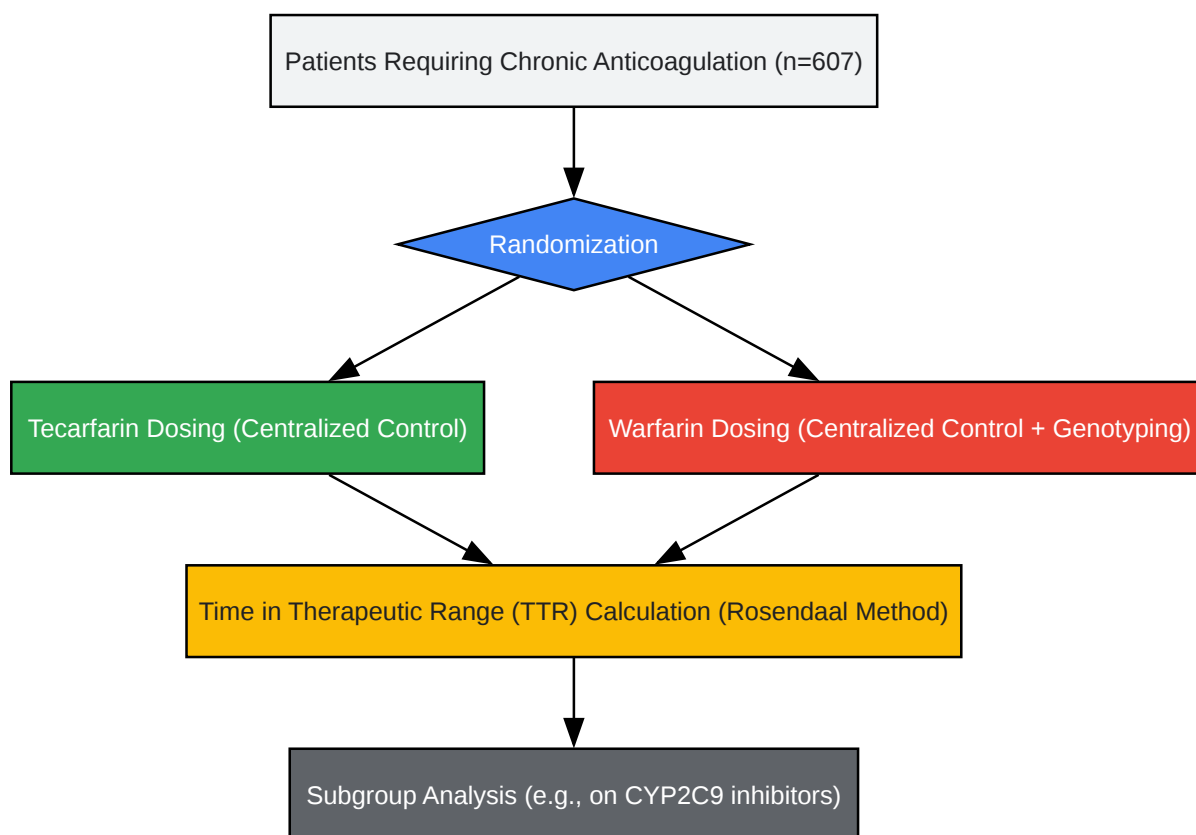 Patients Requiring Chronic Anticoagulation (n=607)
Randomization
Tecarfarin Dosing (Centralized Control)
Warfarin Dosing (Centralized Control + Genotyping)
Time in Therapeutic Range (TTR) Calculation (Rosendaal Method)
Subgroup Analysis (e.g., on CYP2C9 inhibitors)